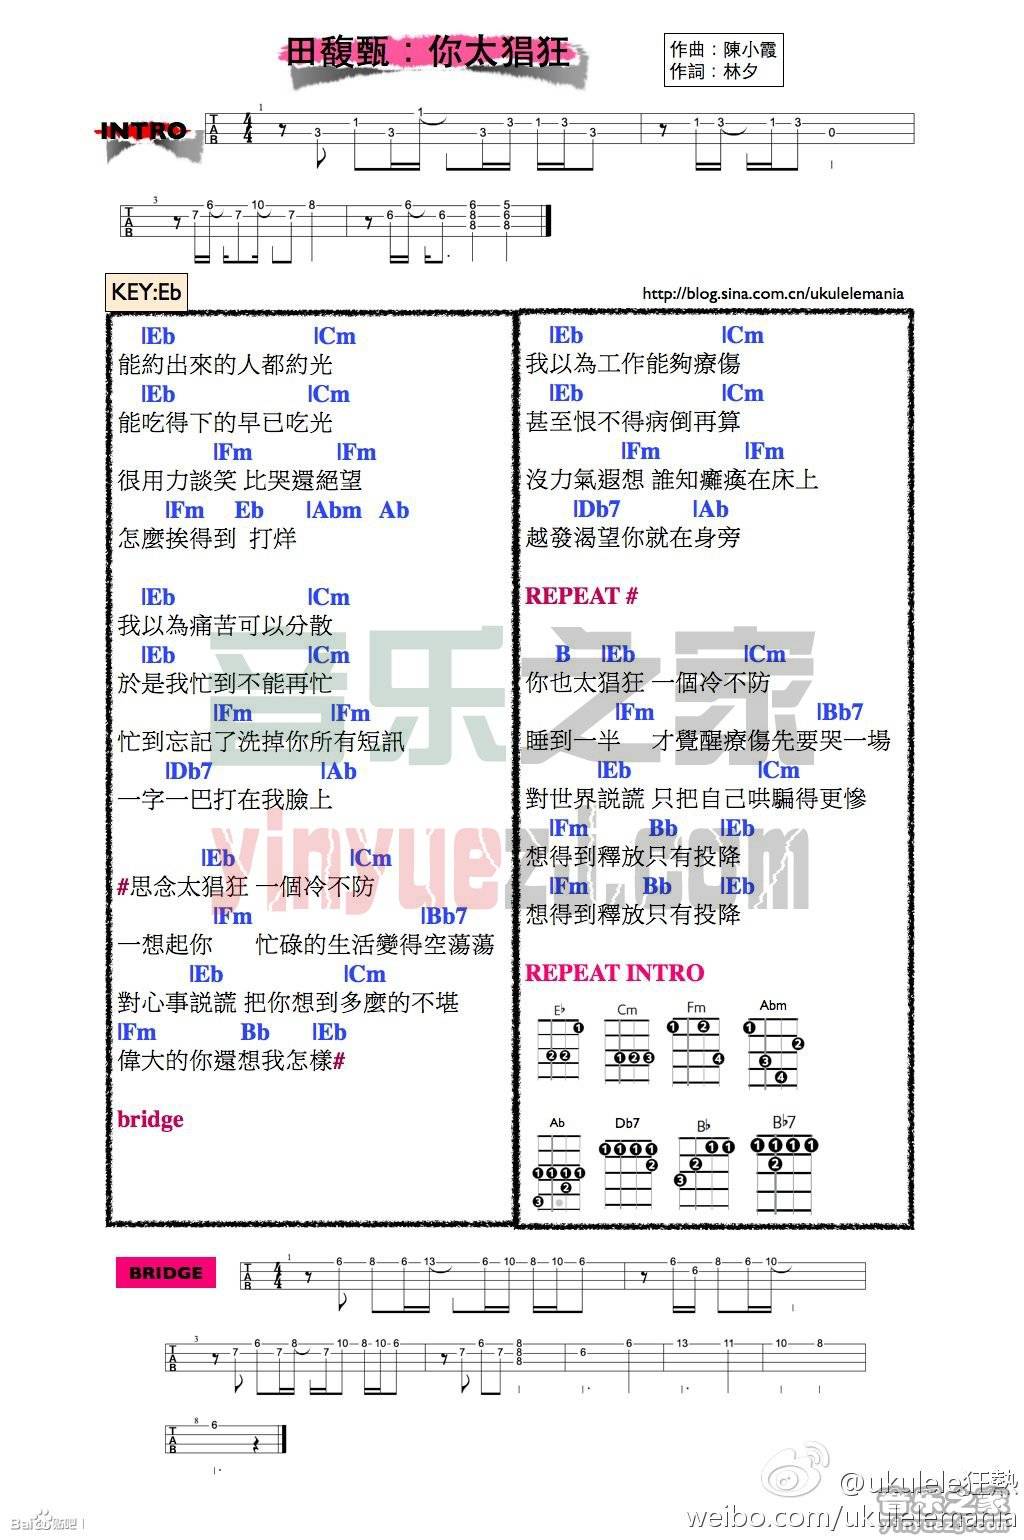 田馥甄：你太猖狂
作曲：陳小霞
作詞：林夕
INTRO
KEY:Eb
http://blog.sina.com.cn/ukulelemania
|Eb |Cm
能約出來的人都約光
|Eb |Cm
能吃得下的早已吃光
|Fm |Fm
很用力談笑 比哭還絕望
|Fm Eb |Abm Ab
怎麼挨得到 打烊
|Eb |Cm
我以為痛苦可以分散
|Eb |Cm
於是我忙到不能再忙
|Fm |Fm
忙到忘記了洗掉你所有短訊
|Db7 |Ab
一字一巴打在我臉上
|Eb |Cm
#思念太猖狂 一個冷不防
|Fm |Bb7
一想起你 忙碌的生活變得空蕩蕩
|Eb |Cm
對心事説謊 把你想到多麼的不堪
|Fm Bb |Eb
偉大的你還想我怎樣#
bridge
|Eb |Cm
我以為工作能夠療傷
|Eb |Cm
甚至恨不得病倒再算
|Fm |Fm
沒力氣遐想 誰知癱瘓在床上
|Db7 |Ab
越發渴望你就在身旁
REPEAT #
B |Eb |Cm
你也太猖狂 一個冷不防
|Fm |Bb7
睡到一半 才覺醒療傷先要哭一場
|Eb |Cm
對世界説謊 只把自己哄騙得更慘
|Fm Bb |Eb
想得到釋放只有投降
|Fm Bb |Eb
想得到釋放只有投降
REPEAT INTRO
E♭ Cm Fm Abm
Ab Db7 B♭ B♭7
BRIDGE
音乐之家
yinyuezj.com
@ukulele狂熱
weibo.com/ukulelemania
Bai du 贴吧
音乐之家